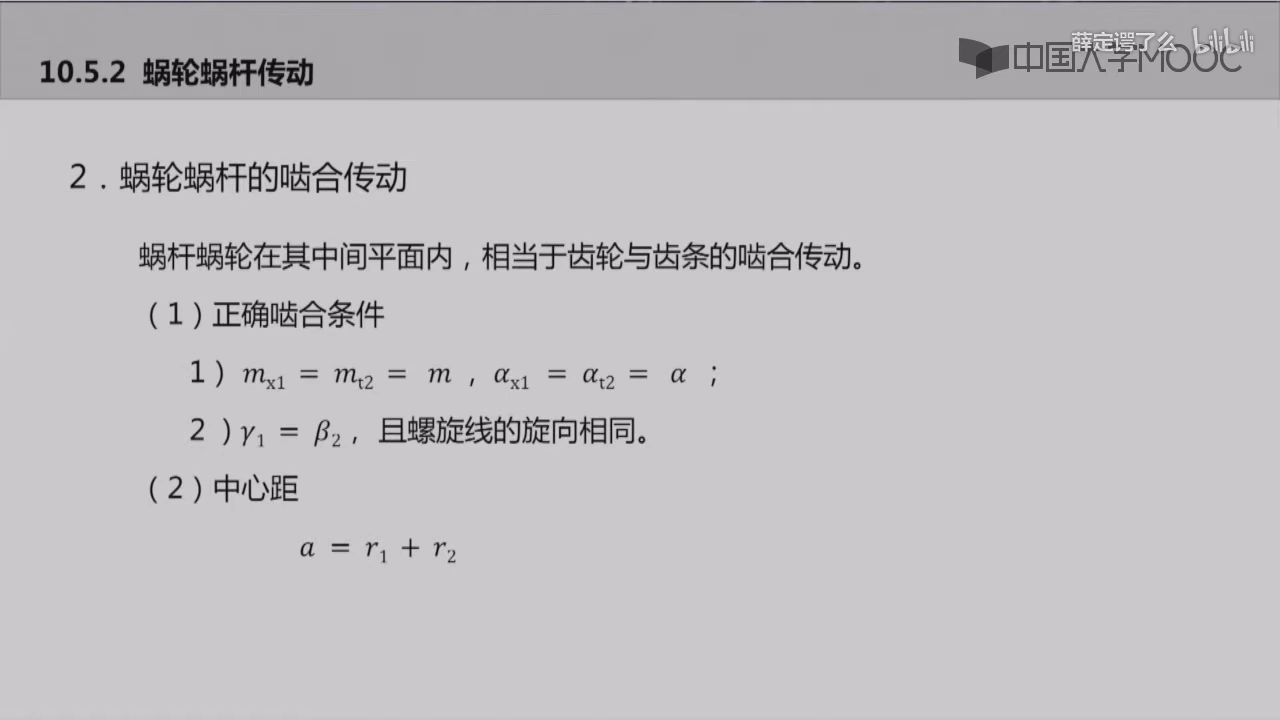 10.5.2 蜗轮蜗杆传动
中国大学MOOC
薛定谔了么 bilibili
2．蜗轮蜗杆的啮合传动
蜗杆蜗轮在其中间平面内，相当于齿轮与齿条的啮合传动。
（1）正确啮合条件
1）mx1 = mt2 = m ，αx1 = αt2 = α ；
2 ）γ1 = β2，且螺旋线的旋向相同。
（2）中心距
a = r1 + r2